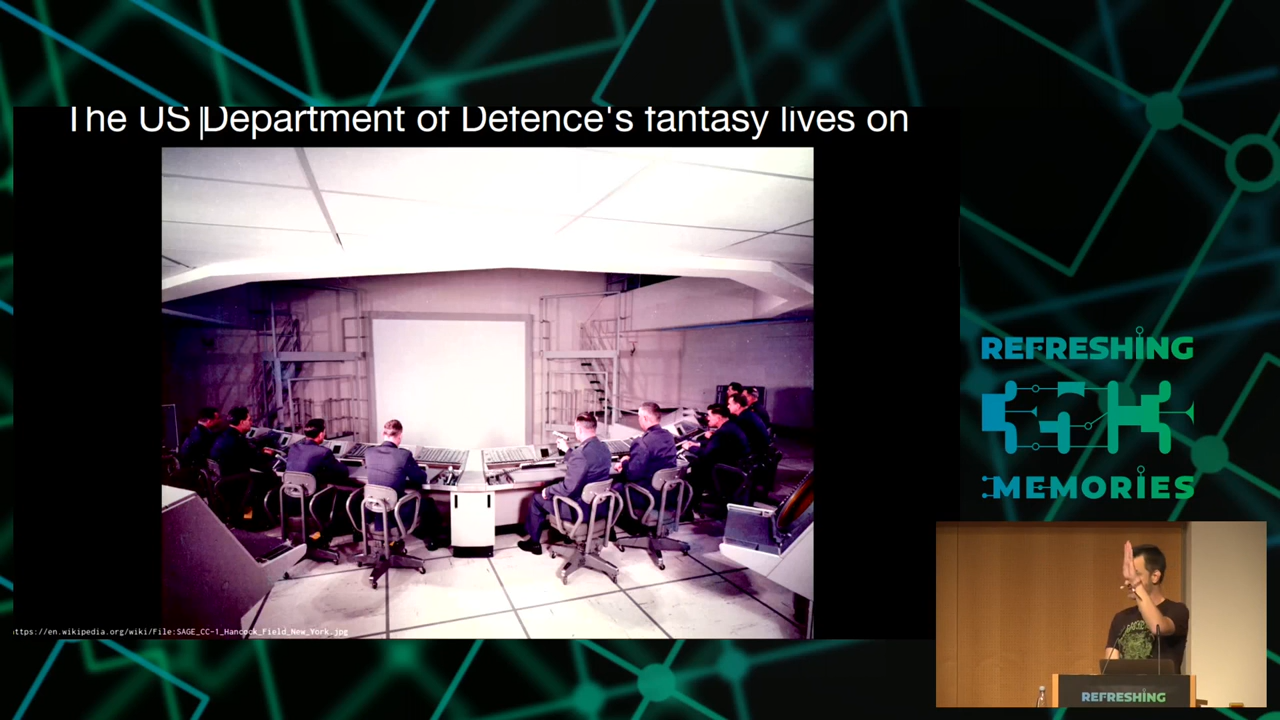 The US Department of Defence's fantasy lives on
REFRESHING
MEMORIES
https://en.wikipedia.org/wiki/File:SAGE_CC-1_Hancock_Field_New_York.jpg
REFRESHING